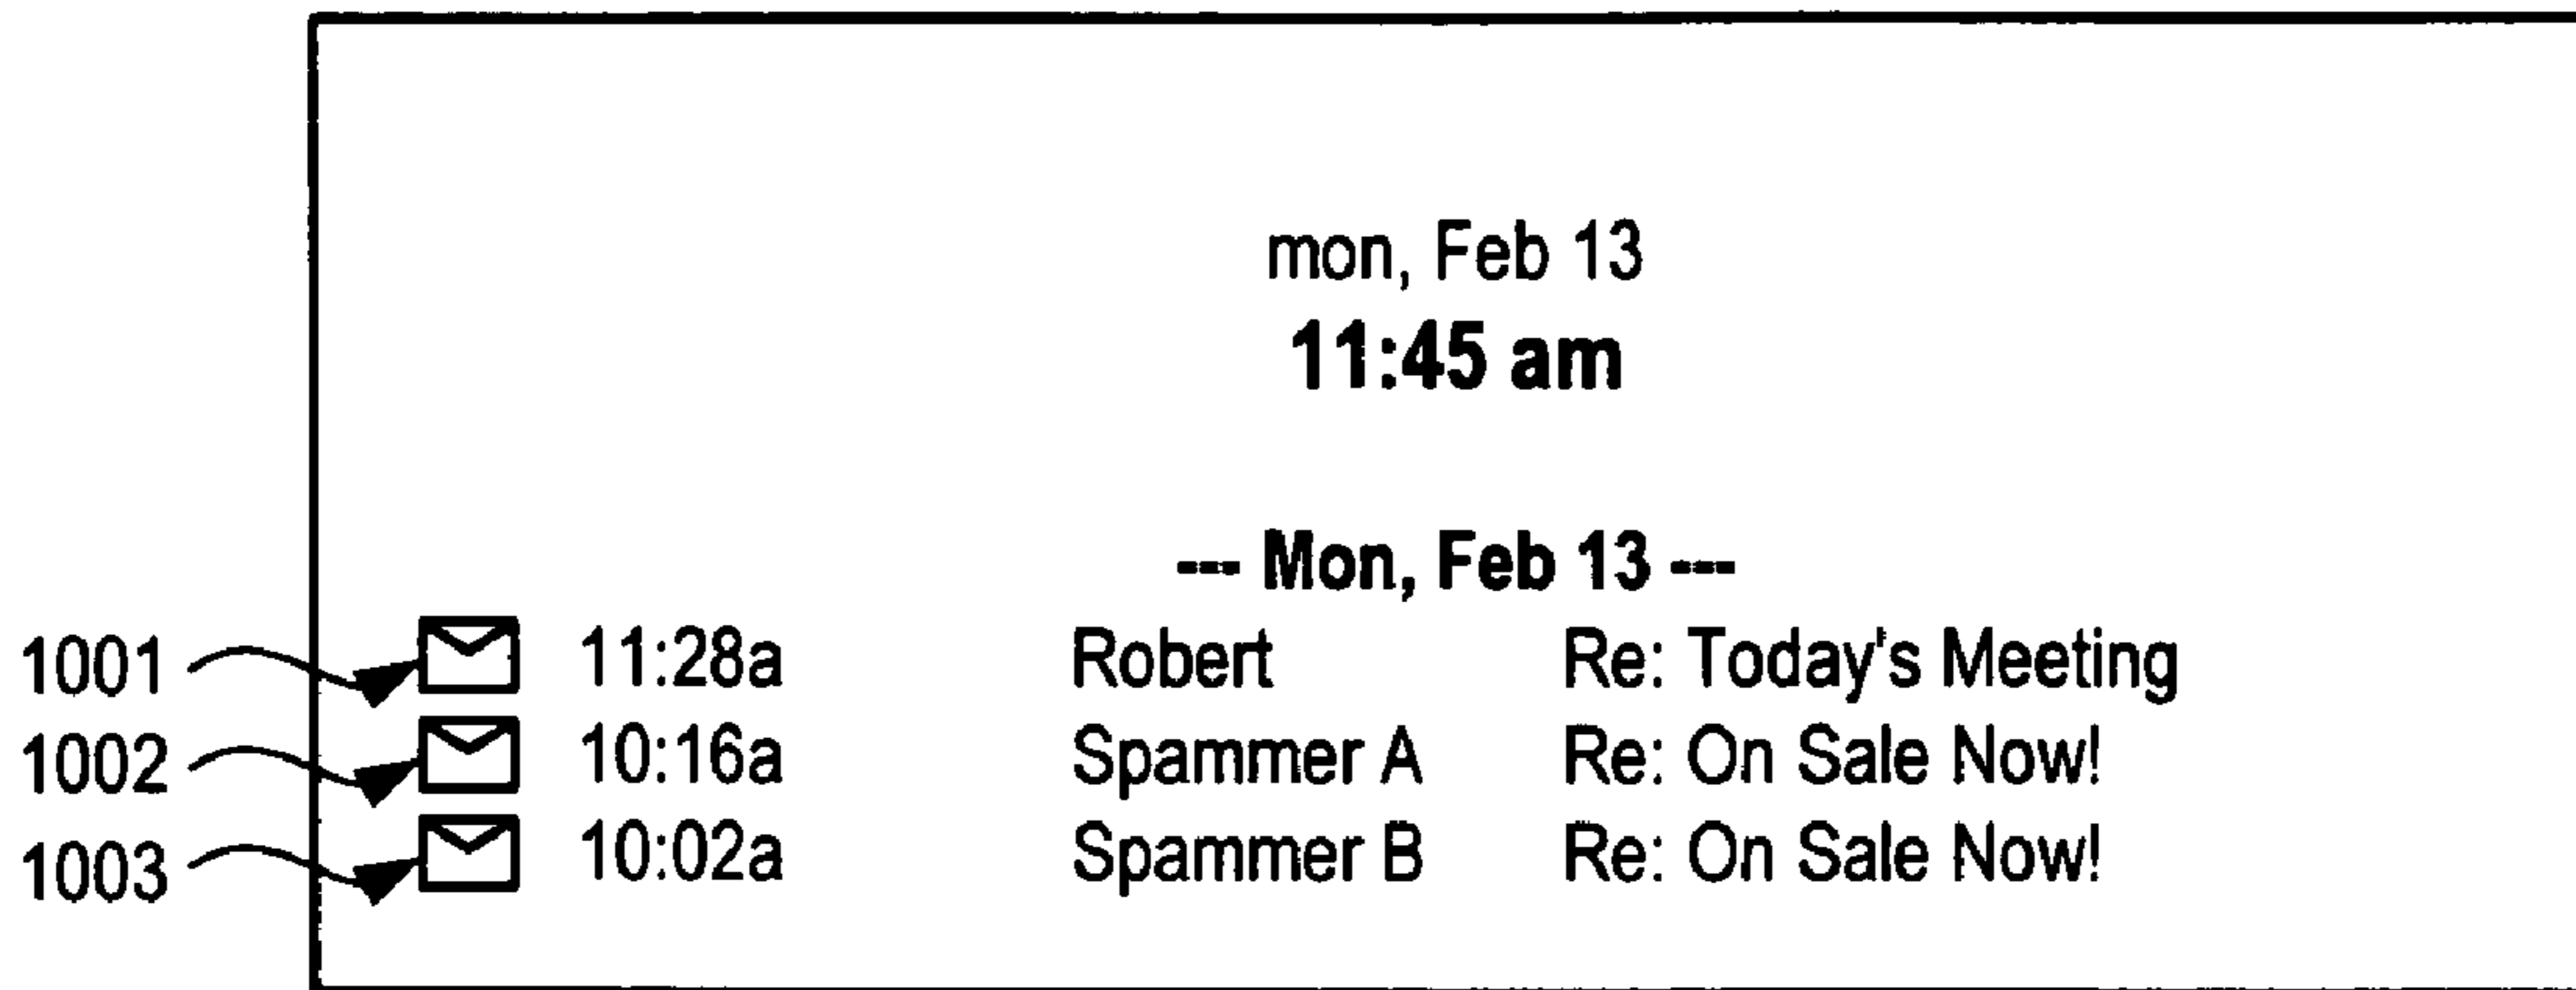 mon, Feb 13
11:45 am
--- Mon, Feb 13 ---
1001 11:28a Robert Re: Today's Meeting
1002 10:16a Spammer A Re: On Sale Now!
1003 10:02a Spammer B Re: On Sale Now!